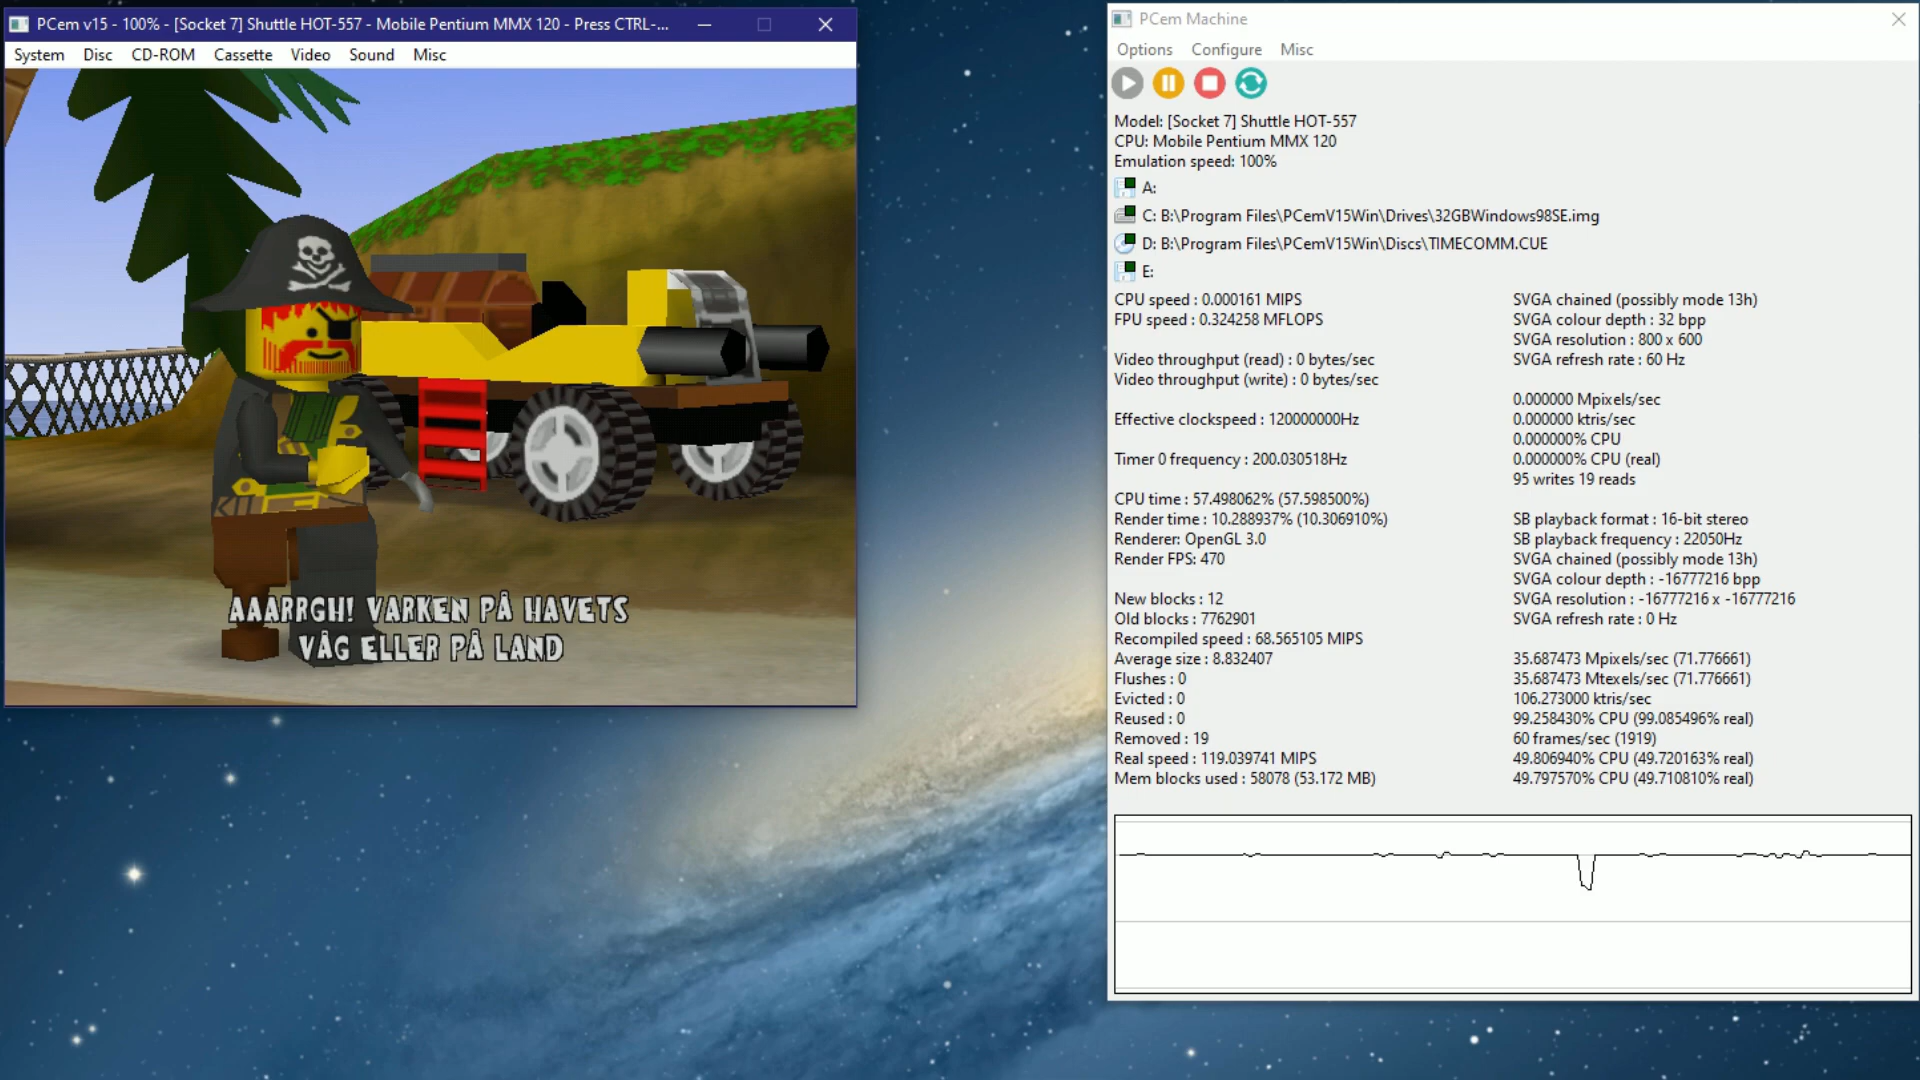 PCem v15 - 100% - [Socket 7] Shuttle HOT-557 - Mobile Pentium MMX 120 - Press CTRL-...
System Disc CD-ROM Cassette Video Sound Misc
AAARRGH! VARKEN PÅ HAVETS
VÅG ELLER PÅ LAND
PCem Machine
Options Configure Misc
Model: [Socket 7] Shuttle HOT-557
CPU: Mobile Pentium MMX 120
Emulation speed: 100%
A:
C: B:\Program Files\PCemV15Win\Drives\32GBWindows98SE.img
D: B:\Program Files\PCemV15Win\Discs\TIMECOMM.CUE
E:
CPU speed : 0.000161 MIPS
FPU speed : 0.324258 MFLOPS
Video throughput (read) : 0 bytes/sec
Video throughput (write) : 0 bytes/sec
Effective clockspeed : 120000000Hz
Timer 0 frequency : 200.030518Hz
CPU time : 57.498062% (57.598500%)
Render time : 10.288937% (10.306910%)
Renderer: OpenGL 3.0
Render FPS: 470
New blocks : 12
Old blocks : 7762901
Recompiled speed : 68.565105 MIPS
Average size : 8.832407
Flushes : 0
Evicted : 0
Reused : 0
Removed : 19
Real speed : 119.039741 MIPS
Mem blocks used : 58078 (53.172 MB)
SVGA chained (possibly mode 13h)
SVGA colour depth : 32 bpp
SVGA resolution : 800 x 600
SVGA refresh rate : 60 Hz
0.000000 Mpixels/sec
0.000000 ktris/sec
0.000000% CPU
0.000000% CPU (real)
95 writes 19 reads
SB playback format : 16-bit stereo
SB playback frequency : 22050Hz
SVGA chained (possibly mode 13h)
SVGA colour depth : -16777216 bpp
SVGA resolution : -16777216 x -16777216
SVGA refresh rate : 0 Hz
35.687473 Mpixels/sec (71.776661)
35.687473 Mtexels/sec (71.776661)
106.273000 ktris/sec
99.258430% CPU (99.085496% real)
60 frames/sec (1919)
49.806940% CPU (49.720163% real)
49.797570% CPU (49.710810% real)